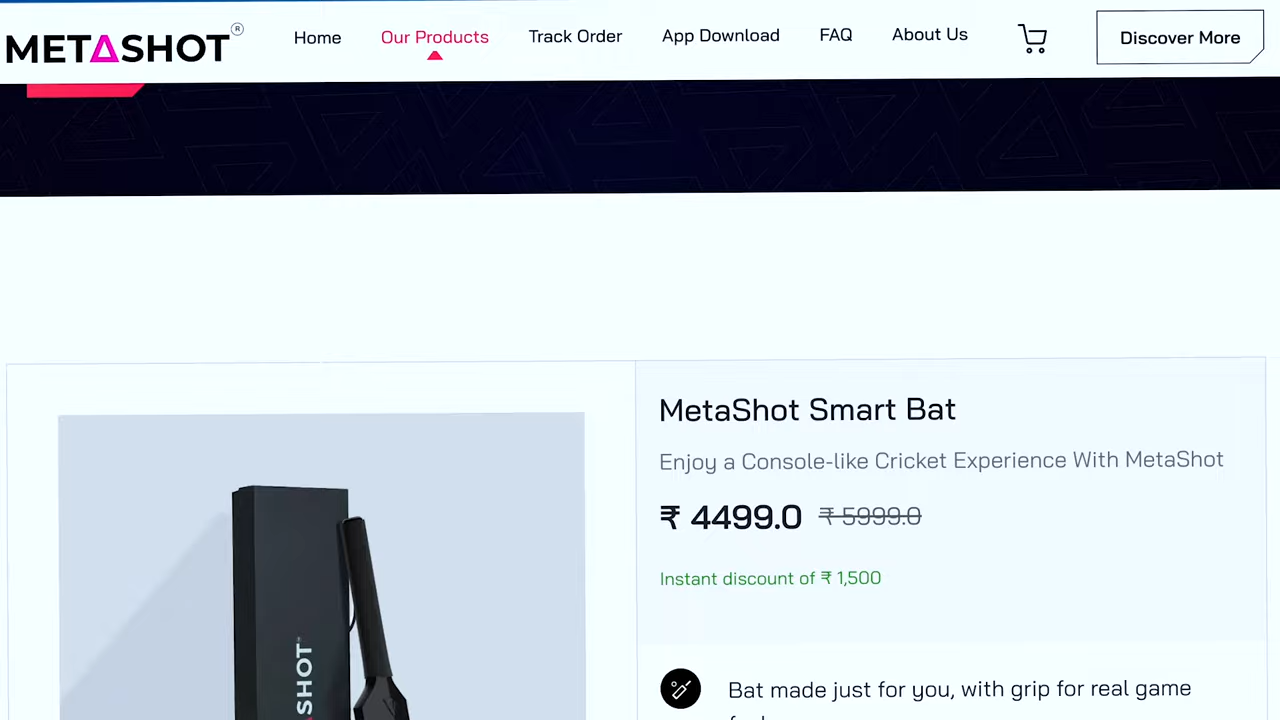 METASHOT ®
Home
Our Products
Track Order
App Download
FAQ
About Us
Discover More
MetaShot Smart Bat
Enjoy a Console-like Cricket Experience With MetaShot
₹ 4499.0 ₹ 5999.0
Instant discount of ₹ 1,500
Bat made just for you, with grip for real game
SHOT